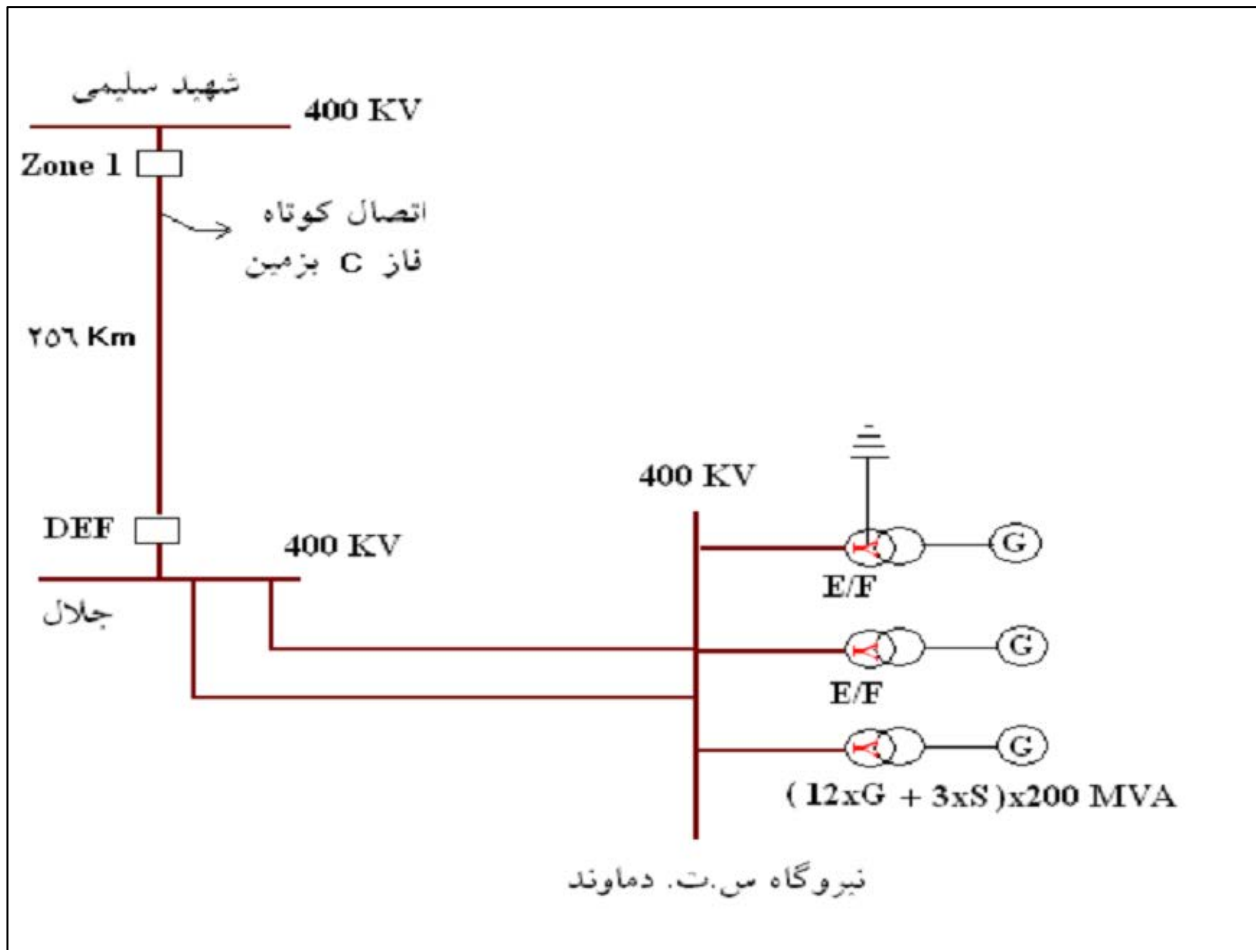 شهید سلیمی
400 KV
Zone 1
اتصال کوتاه
فاز C بزمین
٢٥٦ Km
DEF
400 KV
جلال
400 KV
G
E/F
G
E/F
G
( 12xG + 3xS )x200 MVA
نیروگاه س.ت. دماوند